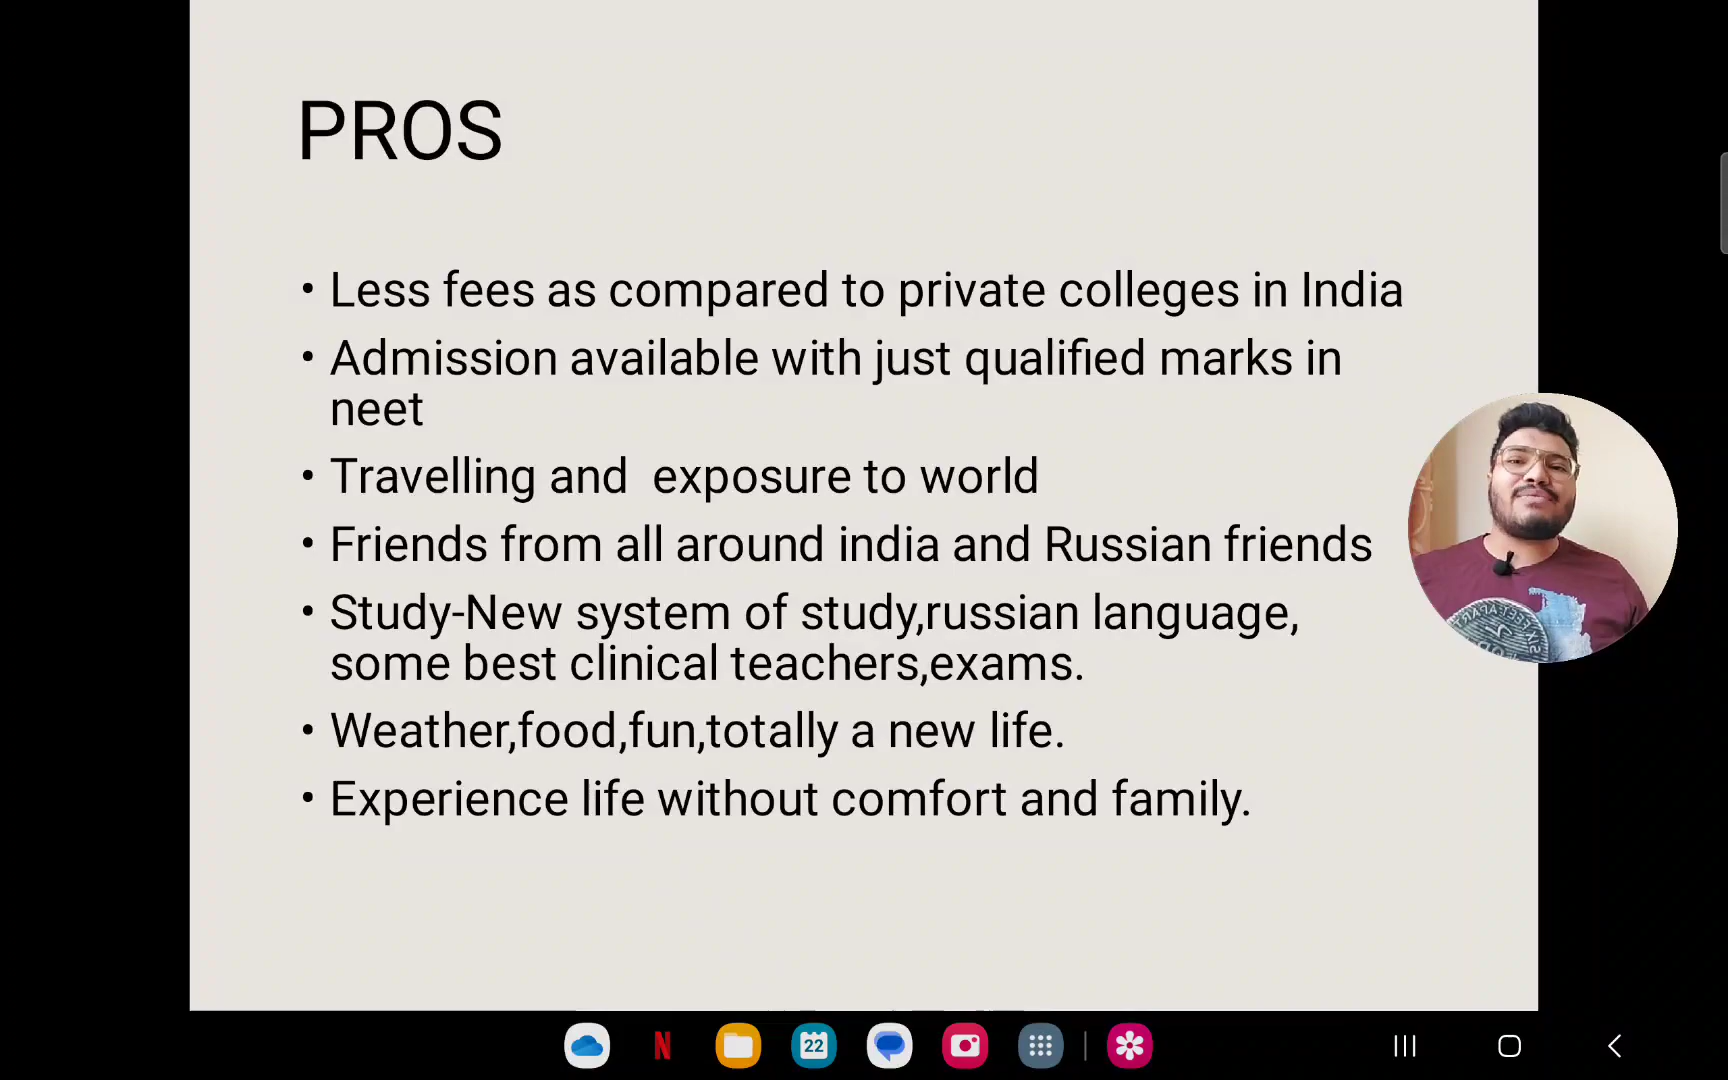 PROS
• Less fees as compared to private colleges in India
• Admission available with just qualified marks in
neet
• Travelling and  exposure to world
• Friends from all around india and Russian friends
• Study-New system of study,russian language,
some best clinical teachers,exams.
• Weather,food,fun,totally a new life.
• Experience life without comfort and family.
22